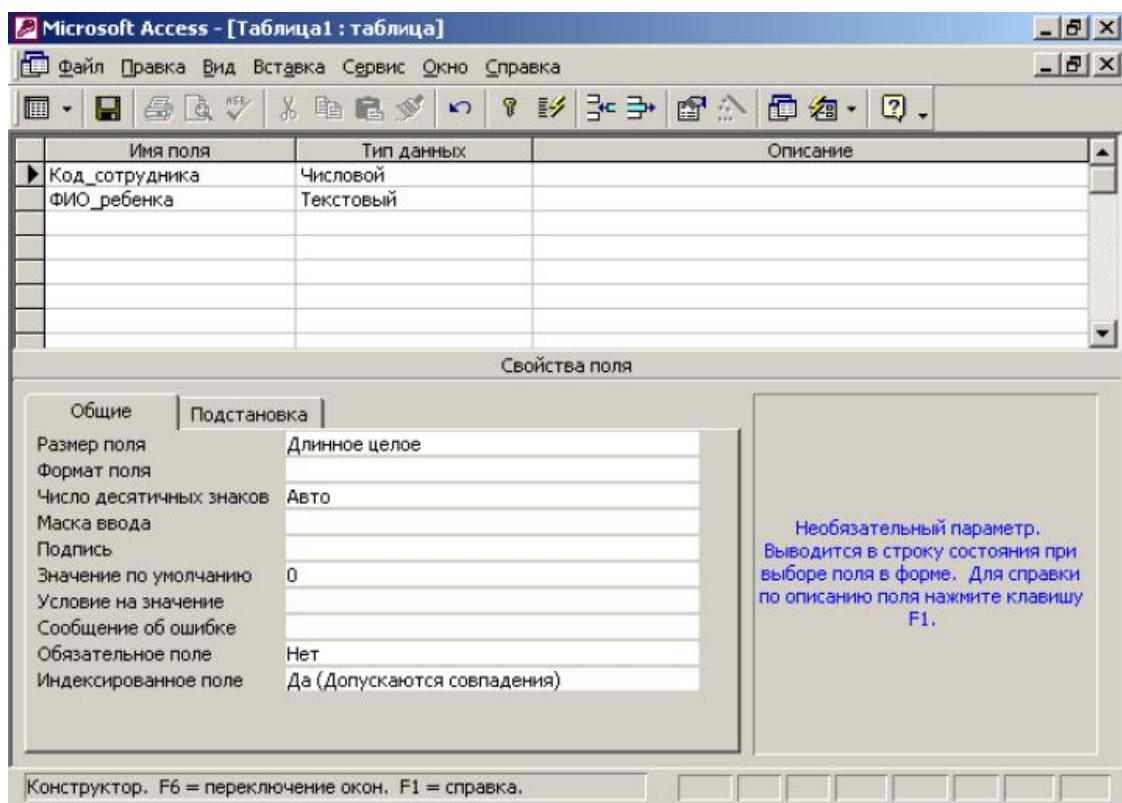 Microsoft Access - [Таблица1 : таблица]
Файл Правка Вид Вставка Сервис Окно Справка
Имя поля Тип данных Описание
Код_сотрудника Числовой
ФИО_ребенка Текстовый
Свойства поля
Общие Подстановка
Размер поля Длинное целое
Формат поля
Число десятичных знаков Авто
Маска ввода
Подпись
Значение по умолчанию 0
Условие на значение
Сообщение об ошибке
Обязательное поле Нет
Индексированное поле Да (Допускаются совпадения)
Необязательный параметр.
Выводится в строку состояния при
выборе поля в форме. Для справки
по описанию поля нажмите клавишу
F1.
Конструктор. F6 = переключение окон. F1 = справка.